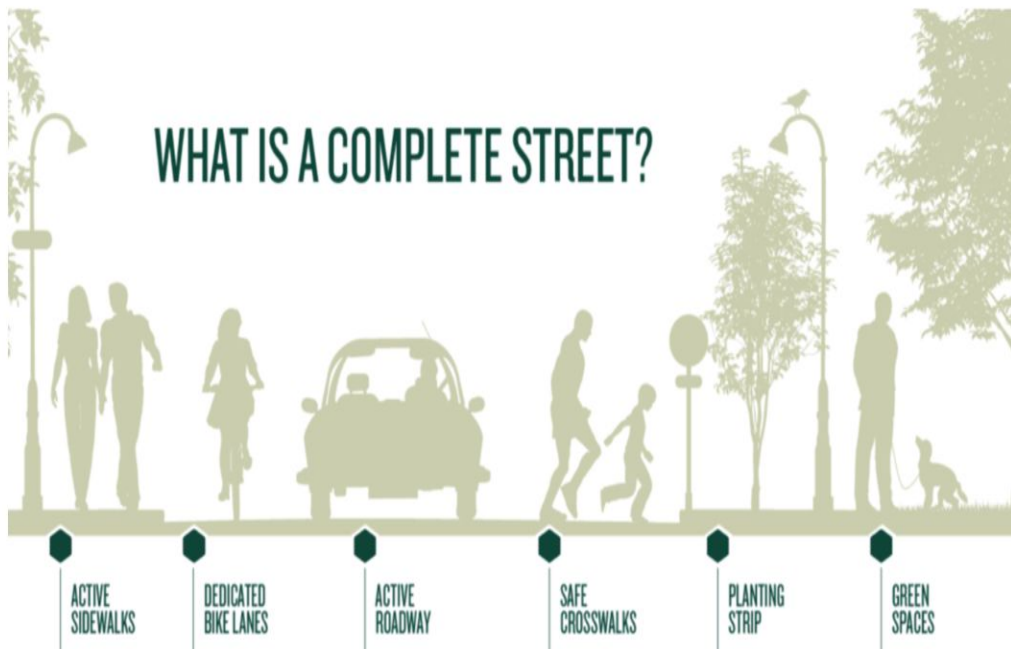 WHAT IS A COMPLETE STREET?
ACTIVE
SIDEWALKS
DEDICATED
BIKE LANES
ACTIVE
ROADWAY
SAFE
CROSSWALKS
PLANTING
STRIP
GREEN
SPACES